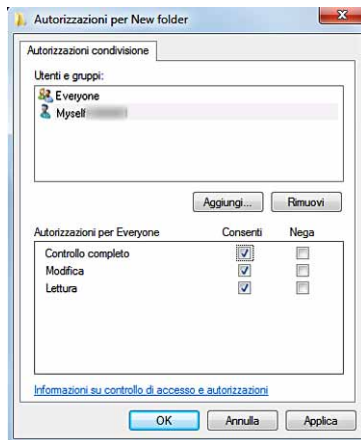 Autorizzazioni per New folder
Autorizzazioni condivisione
Utenti e gruppi:
Everyone
Myself
Aggiungi...
Rimuovi
Autorizzazioni per Everyone
Consenti
Nega
Controllo completo
Modifica
Lettura
Informazioni su controllo di accesso e autorizzazioni
OK
Annulla
Applica